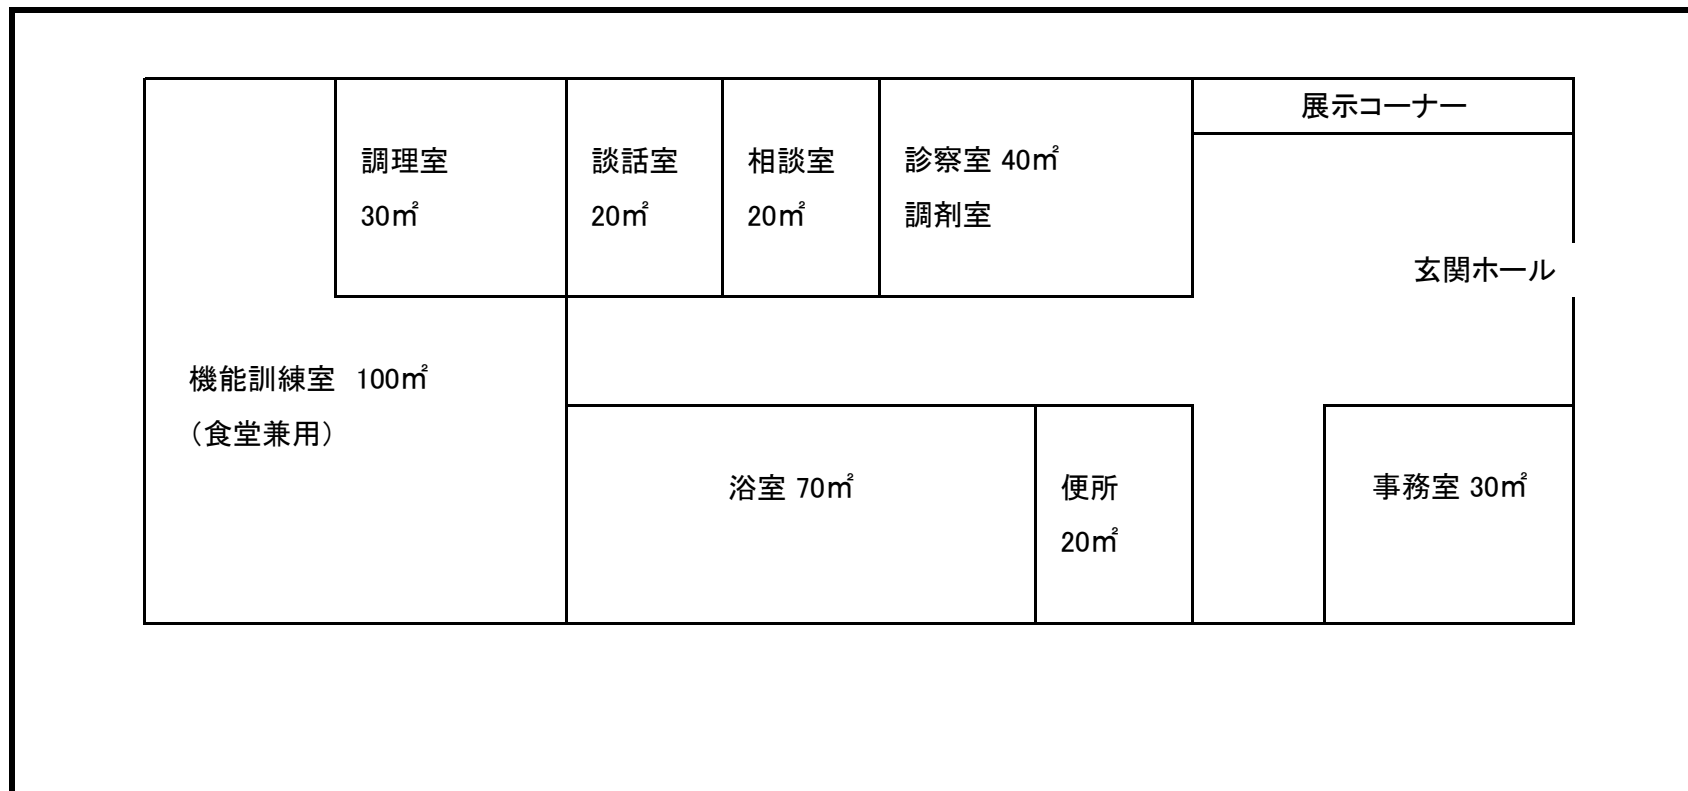 展示コーナー
調理室
30㎡
談話室
20㎡
相談室
20㎡
診察室 40㎡
調剤室
玄関ホール
機能訓練室 100㎡
(食堂兼用)
浴室 70㎡
便所
20㎡
事務室 30㎡